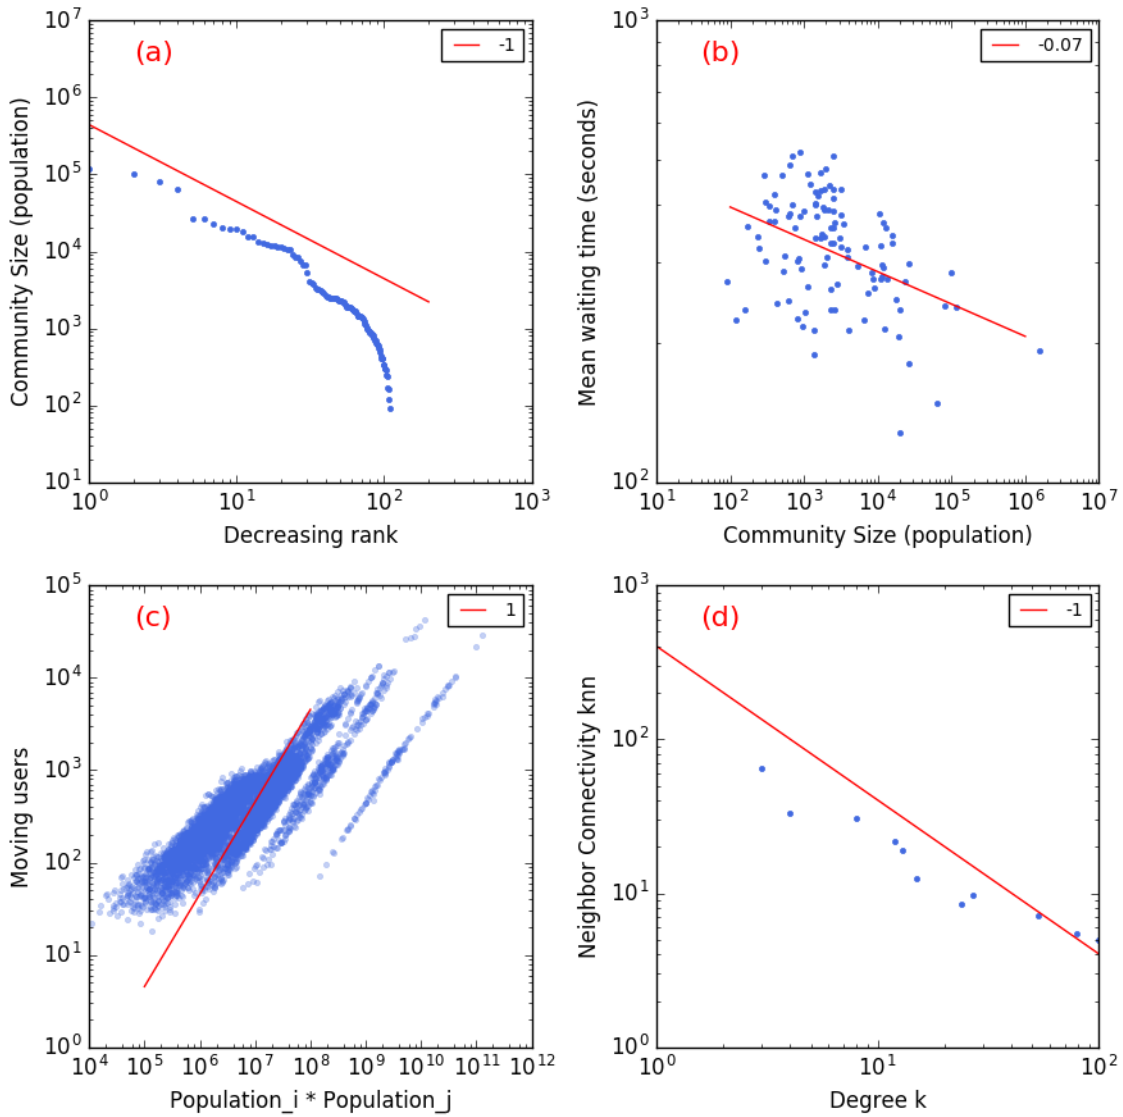 (a)
-1
10^7
10^6
10^5
10^4
10^3
10^2
10^1
10^0 10^1 10^2 10^3
Community Size (population)
Decreasing rank
(b)
-0.07
10^3
10^2
10^1 10^2 10^3 10^4 10^5 10^6 10^7
Mean waiting time (seconds)
Community Size (population)
(c)
1
10^5
10^4
10^3
10^2
10^1
10^0
10^4 10^5 10^6 10^7 10^8 10^9 10^10 10^11 10^12
Moving users
Population_i * Population_j
(d)
-1
10^3
10^2
10^1
10^0
10^0 10^1 10^2
Neighbor Connectivity knn
Degree k